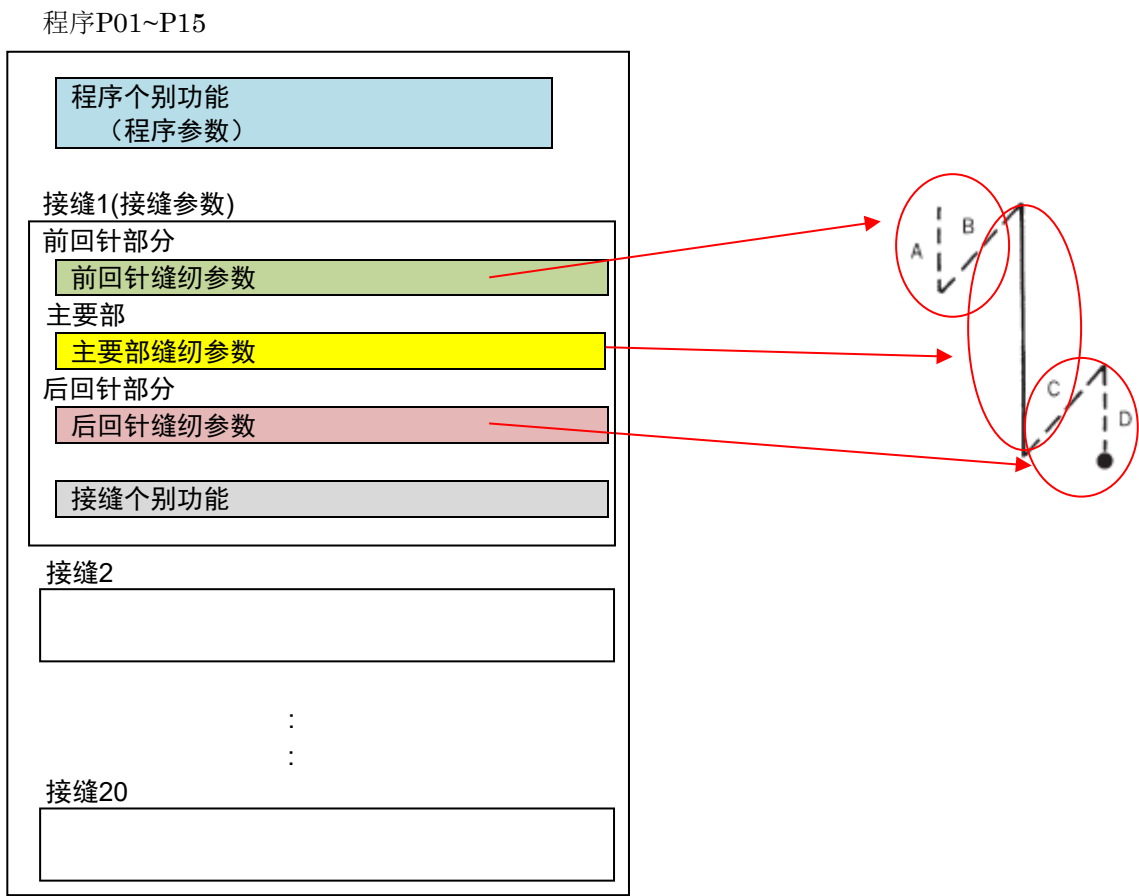 程序P01~P15
程序个别功能
（程序参数）
接缝1(接缝参数)
前回针部分
前回针缝纫参数
主要部
主要部缝纫参数
后回针部分
后回针缝纫参数
接缝个别功能
接缝2
:
:
接缝20
A
B
C
D